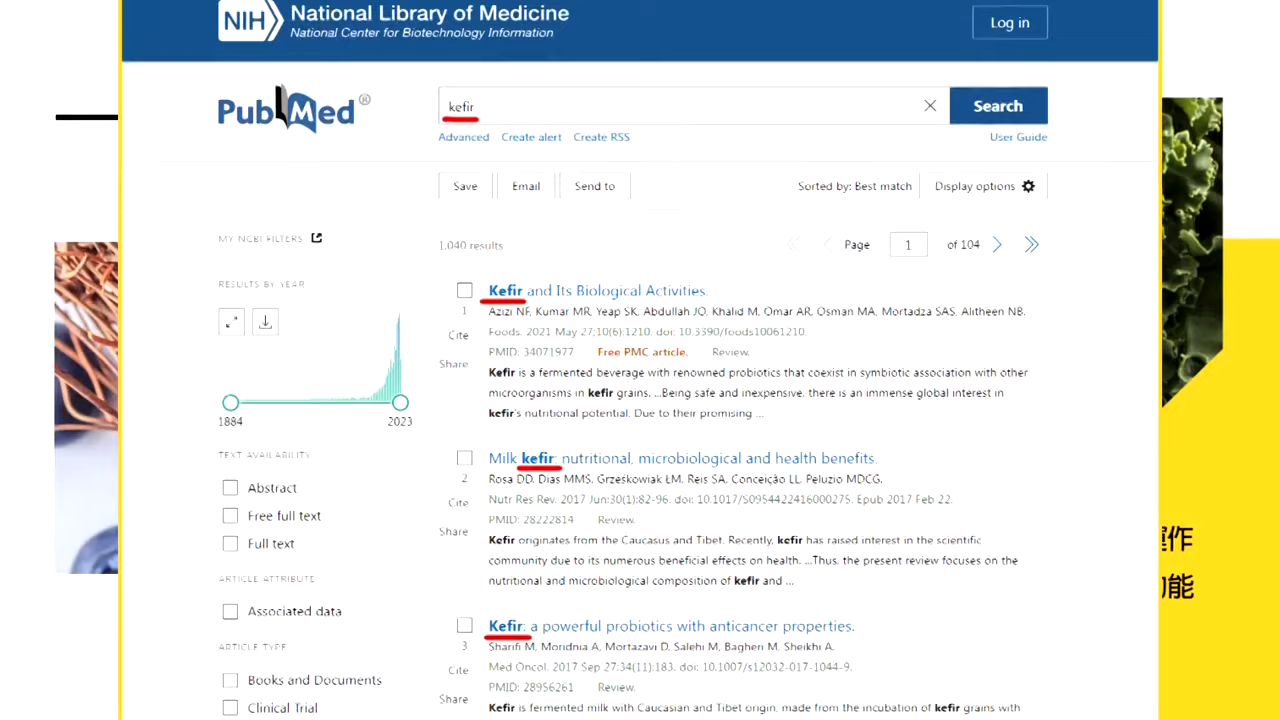 NIH National Library of Medicine
National Center for Biotechnology Information
Log in
PubMed®
kefir
Search
Advanced Create alert Create RSS
User Guide
Save Email Send to
Sorted by: Best match Display options
MY NCBI FILTERS
1,040 results
Page 1 of 104
RESULTS BY YEAR
1884 2023
TEXT AVAILABILITY
Abstract
Free full text
Full text
ARTICLE ATTRIBUTE
Associated data
ARTICLE TYPE
Books and Documents
Clinical Trial
Kefir and Its Biological Activities.
1
Cite
Share
Azizi NF, Kumar MR, Yeap SK, Abdullah JO, Khalid M, Omar AR, Osman MA, Mortadza SAS, Alitheen NB.
Foods. 2021 May 27;10(6):1210. doi: 10.3390/foods10061210.
PMID: 34071977 Free PMC article. Review.
Kefir is a fermented beverage with renowned probiotics that coexist in symbiotic association with other
microorganisms in kefir grains. ...Being safe and inexpensive, there is an immense global interest in
kefir's nutritional potential. Due to their promising ...
Milk kefir: nutritional, microbiological and health benefits.
2
Cite
Share
Rosa DD, Dias MMS, Grześkowiak ŁM, Reis SA, Conceição LL, Peluzio MDCG.
Nutr Res Rev. 2017 Jun;30(1):82-96. doi: 10.1017/S0954422416000275. Epub 2017 Feb 22.
PMID: 28222814 Review.
Kefir originates from the Caucasus and Tibet. Recently, kefir has raised interest in the scientific
community due to its numerous beneficial effects on health. ...Thus, the present review focuses on the
nutritional and microbiological composition of kefir and ...
Kefir: a powerful probiotics with anticancer properties.
3
Cite
Share
Sharifi M, Moridnia A, Mortazavi D, Salehi M, Bagheri M, Sheikhi A.
Med Oncol. 2017 Sep 27;34(11):183. doi: 10.1007/s12032-017-1044-9.
PMID: 28956261 Review.
Kefir is fermented milk with Caucasian and Tibet origin, made from the incubation of kefir grains with
作
能